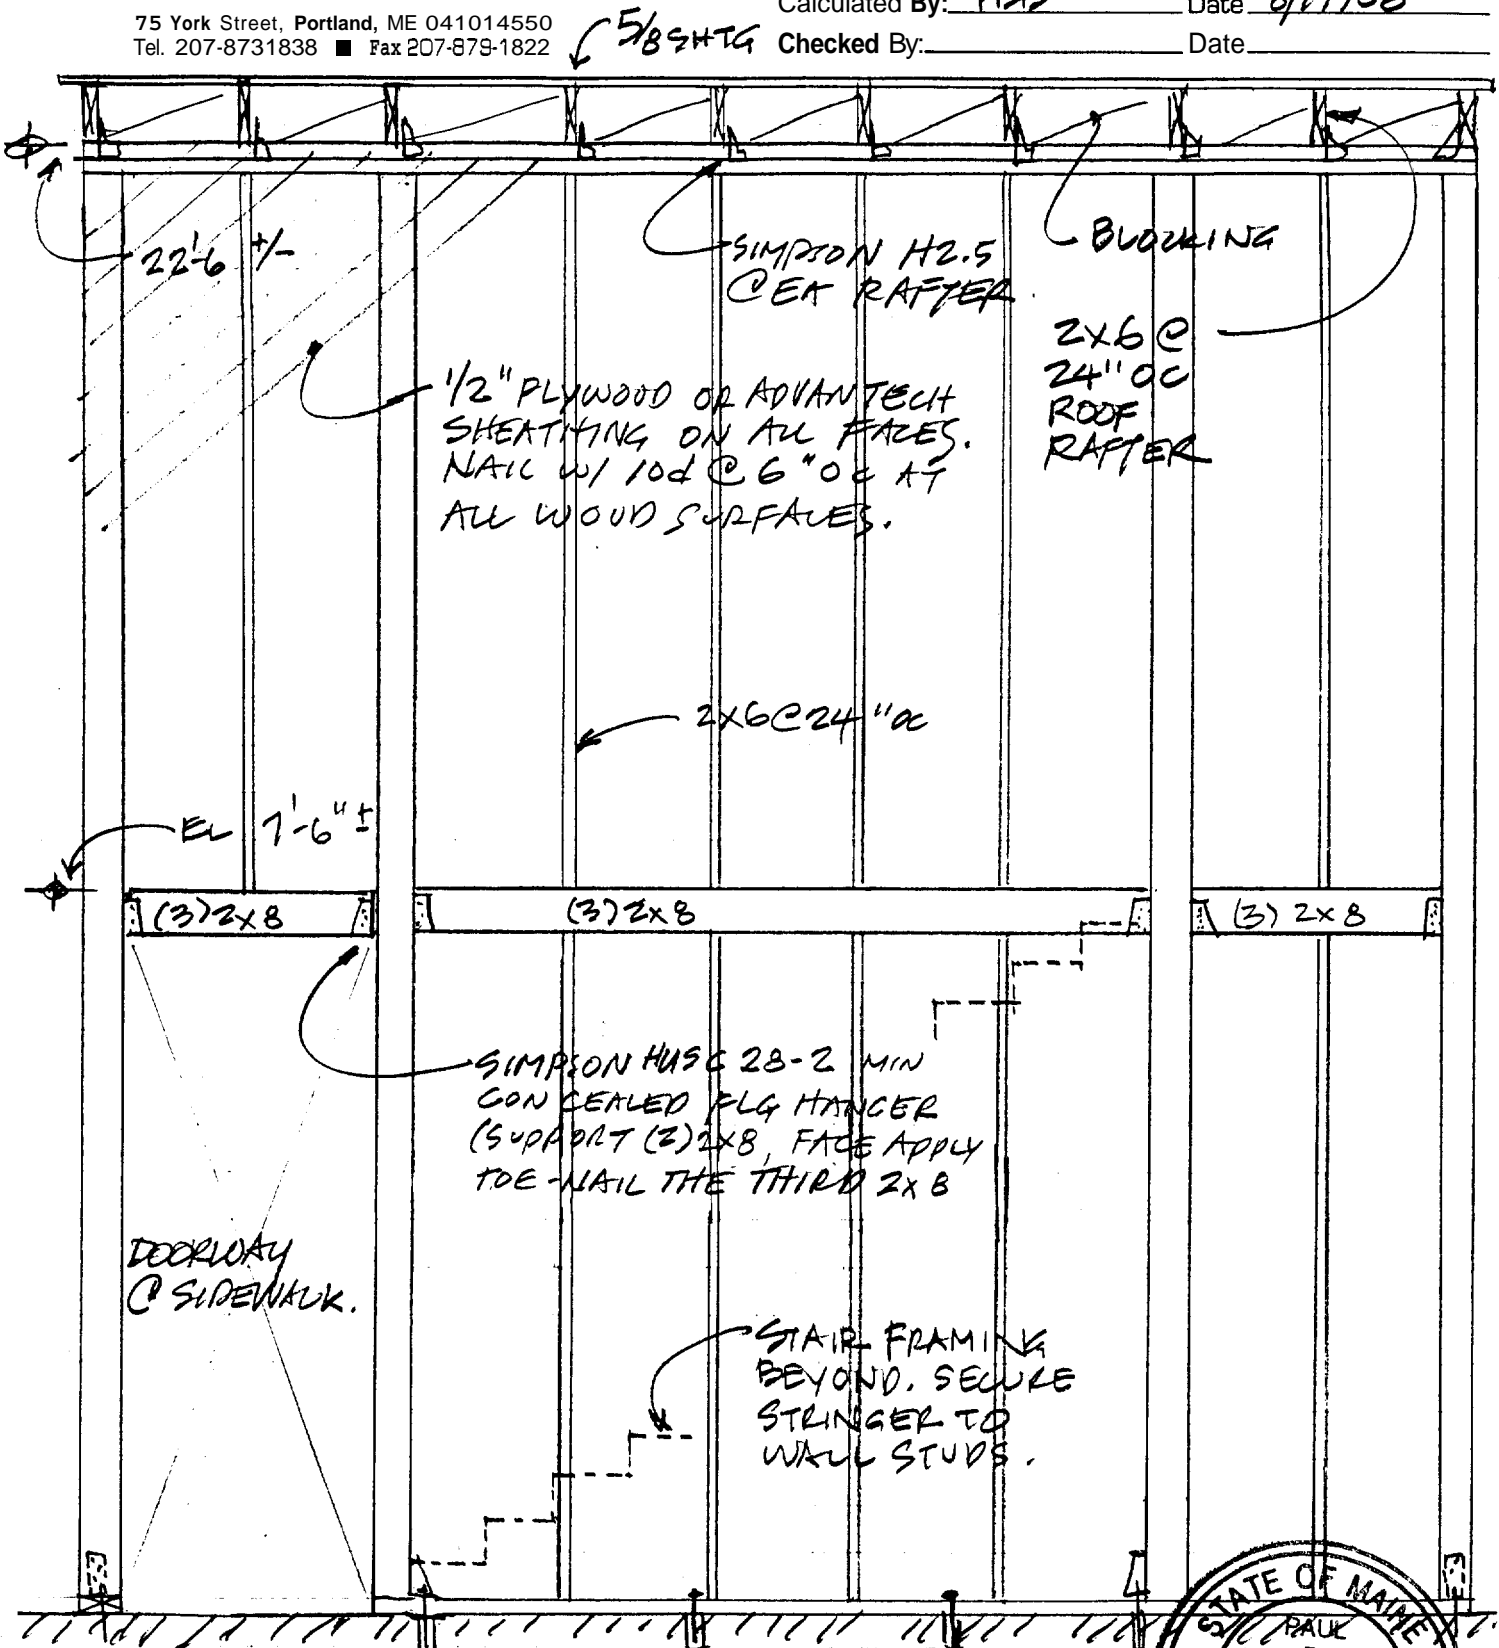 75 York Street, Portland, ME 041014550
Tel. 207-8731838 ■ Fax 207-879-1822
Calculated By: Date
Checked By: Date
5/8 SHTG
22'-6 +/-
SIMPSON H2.5
@ EA RAFTER
BLOCKING
2x6 @
24" OC
ROOF
RAFTER
1/2" PLYWOOD OR ADVANTECH
SHEATHING ON ALL FACES.
NAIL W/ 10d @ 6" OC AT
ALL WOOD SURFACES.
2x6 @ 24" OC
EL 7'-6" ±
(3) 2x8
(3) 2x8
(3) 2x8
SIMPSON HUSC 28-2 MIN
CONCEALED FLG HANGER
(SUPPORT (2) 2x8, FACE APPLY
TOE-NAIL THE THIRD 2x8
DOORWAY
@ SIDEWALK.
STAIR FRAMING
BEYOND. SECURE
STRINGER TO
WALL STUDS.
STATE OF MAINE
PAUL